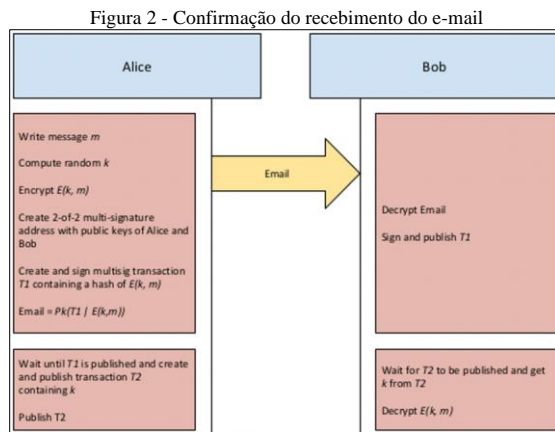 Figura 2 - Confirmação do recebimento do e-mail
Alice
Bob
Write message m
Compute random k
Encrypt E(k, m)
Create 2-of-2 multi-signature
address with public keys of Alice and
Bob
Create and sign multisig transaction
T1 containing a hash of E(k, m)
Email = Pk(T1 | E(k,m))
Email
Decrypt Email
Sign and publish T1
Wait until T1 is published and create
and publish transaction T2
containing k
Publish T2
Wait for T2 to be published and get
k from T2
Decrypt E(k, m)